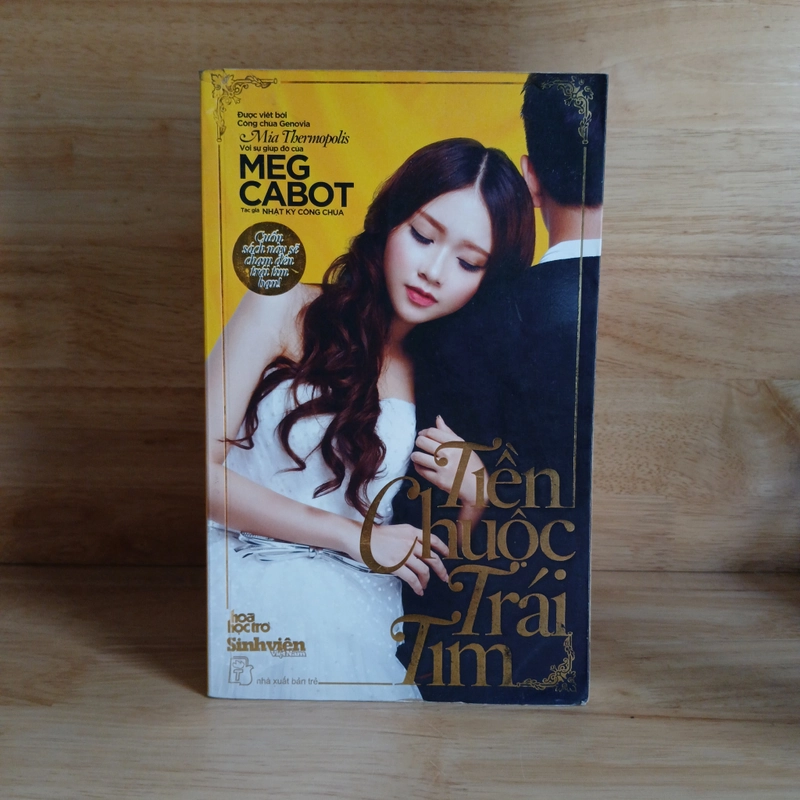 Được viết bởi
Công chúa Genovia
Mia Thermopolis
Với sự giúp đỡ của
MEG
CABOT
Tác giả NHẬT KÝ CÔNG CHÚA
Cuốn
sách này sẽ
chạm đến
trái tim
bạn!
Tiền
Chuộc
Trái
Tim
hoa
học trò
Sinh viên
VIỆT NAM
nhà xuất bản trẻ